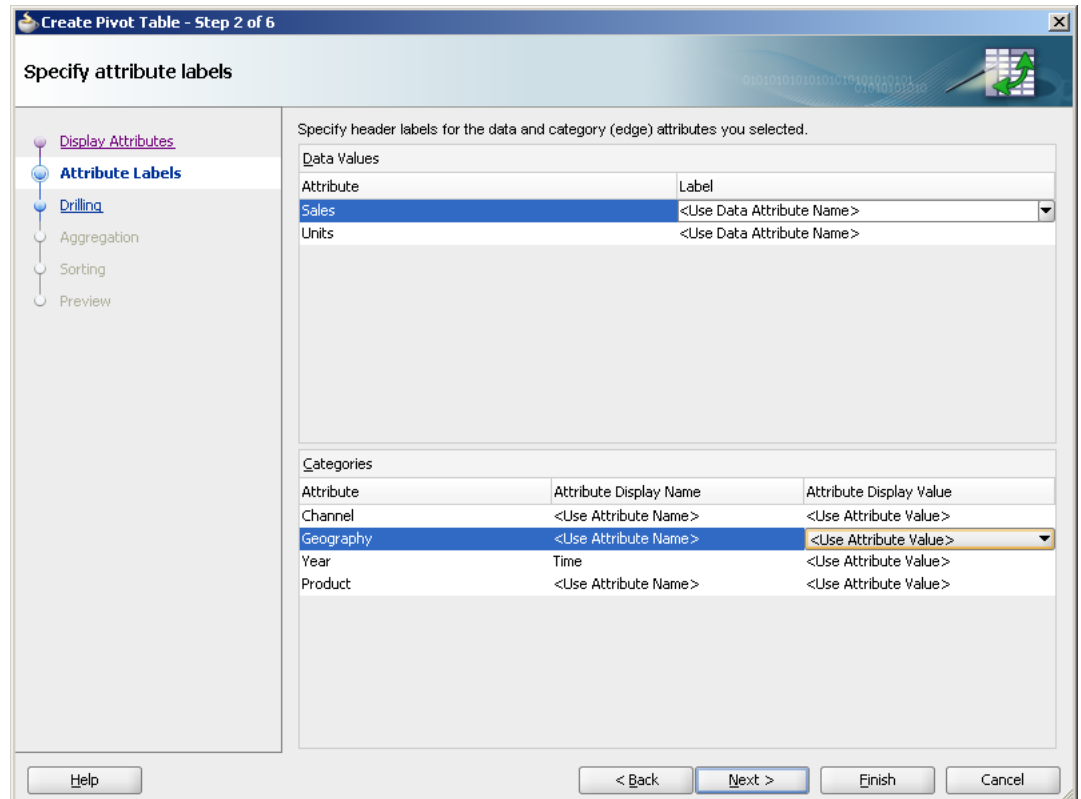 Create Pivot Table - Step 2 of 6
Specify attribute labels
Display Attributes
Attribute Labels
Drilling
Aggregation
Sorting
Preview
Specify header labels for the data and category (edge) attributes you selected.
Data Values
Attribute Label
Sales <Use Data Attribute Name>
Units <Use Data Attribute Name>
Categories
Attribute Attribute Display Name Attribute Display Value
Channel <Use Attribute Name> <Use Attribute Value>
Geography <Use Attribute Name> <Use Attribute Value>
Year Time <Use Attribute Value>
Product <Use Attribute Name> <Use Attribute Value>
Help < Back Next > Finish Cancel